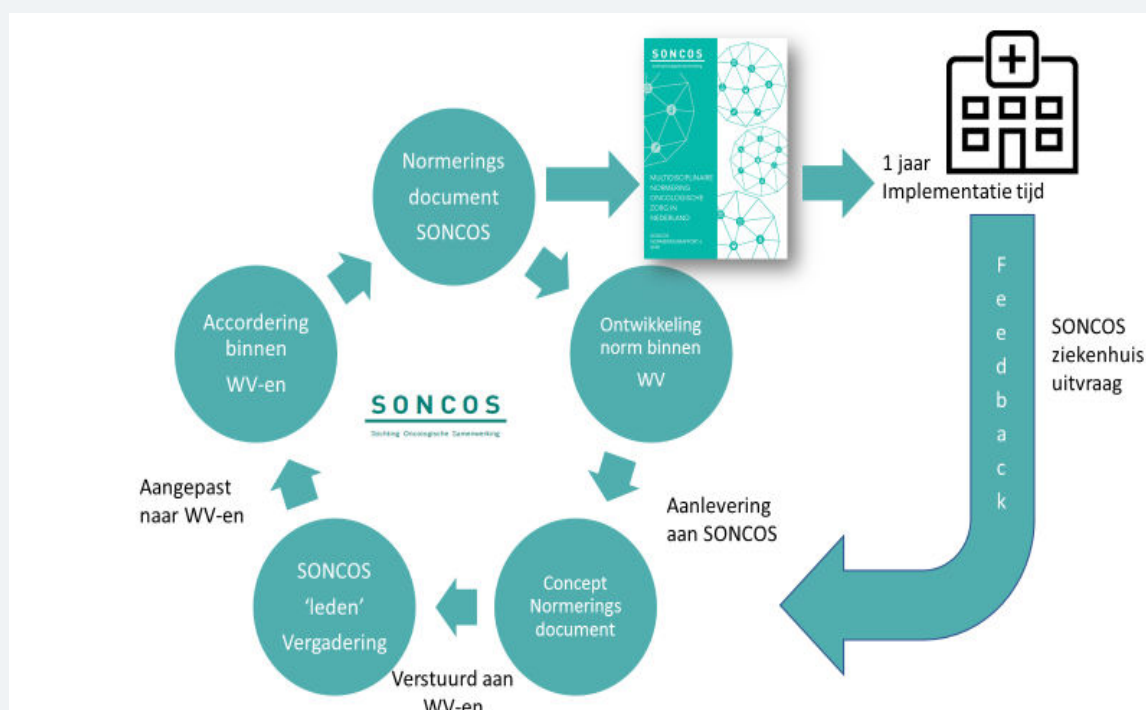 SONCOS
MULTIDISCIPLINAIRE
NORMERING
ONCOLOGISCHE
ZORG IN
NEDERLAND
Normerings
document
SONCOS
1 jaar
Implementatie tijd
Feedback
SONCOS
ziekenhuis
uitvraag
Ontwikkeling
norm binnen
WV
Accordering
binnen
WV-en
SONCOS
Stichting Oncologische Samenwerking
Aanlevering
aan SONCOS
Aangepast
naar WV-en
Concept
Normerings
document
SONCOS
'leden'
Vergadering
Verstuurd aan
WV-en